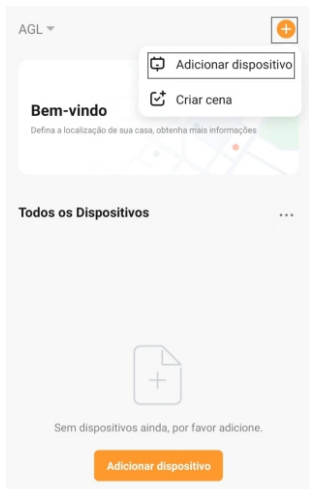 AGL
Adicionar dispositivo
Criar cena
Bem-vindo
Defina a localização de sua casa, obtenha mais informações
Todos os Dispositivos
Sem dispositivos ainda, por favor adicione.
Adicionar dispositivo